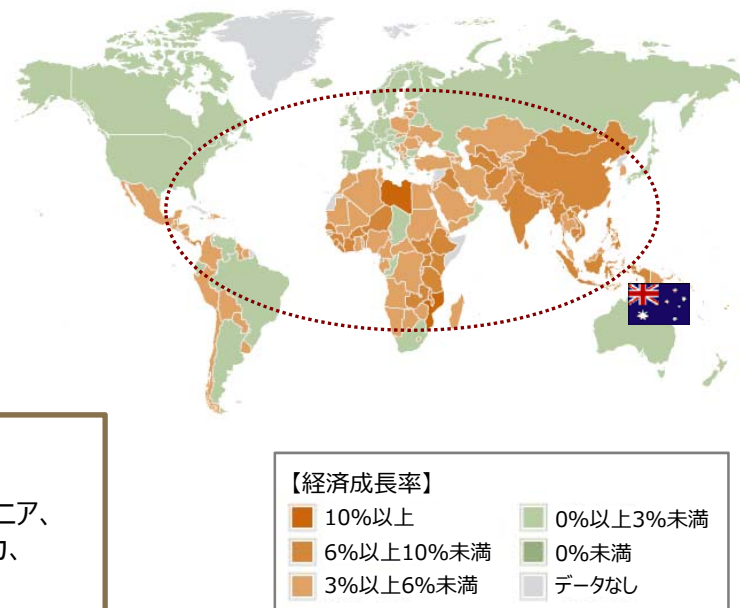 ニア、
カ、
【経済成長率】
10%以上
6%以上10%未満
3%以上6%未満
0%以上3%未満
0%未満
データなし